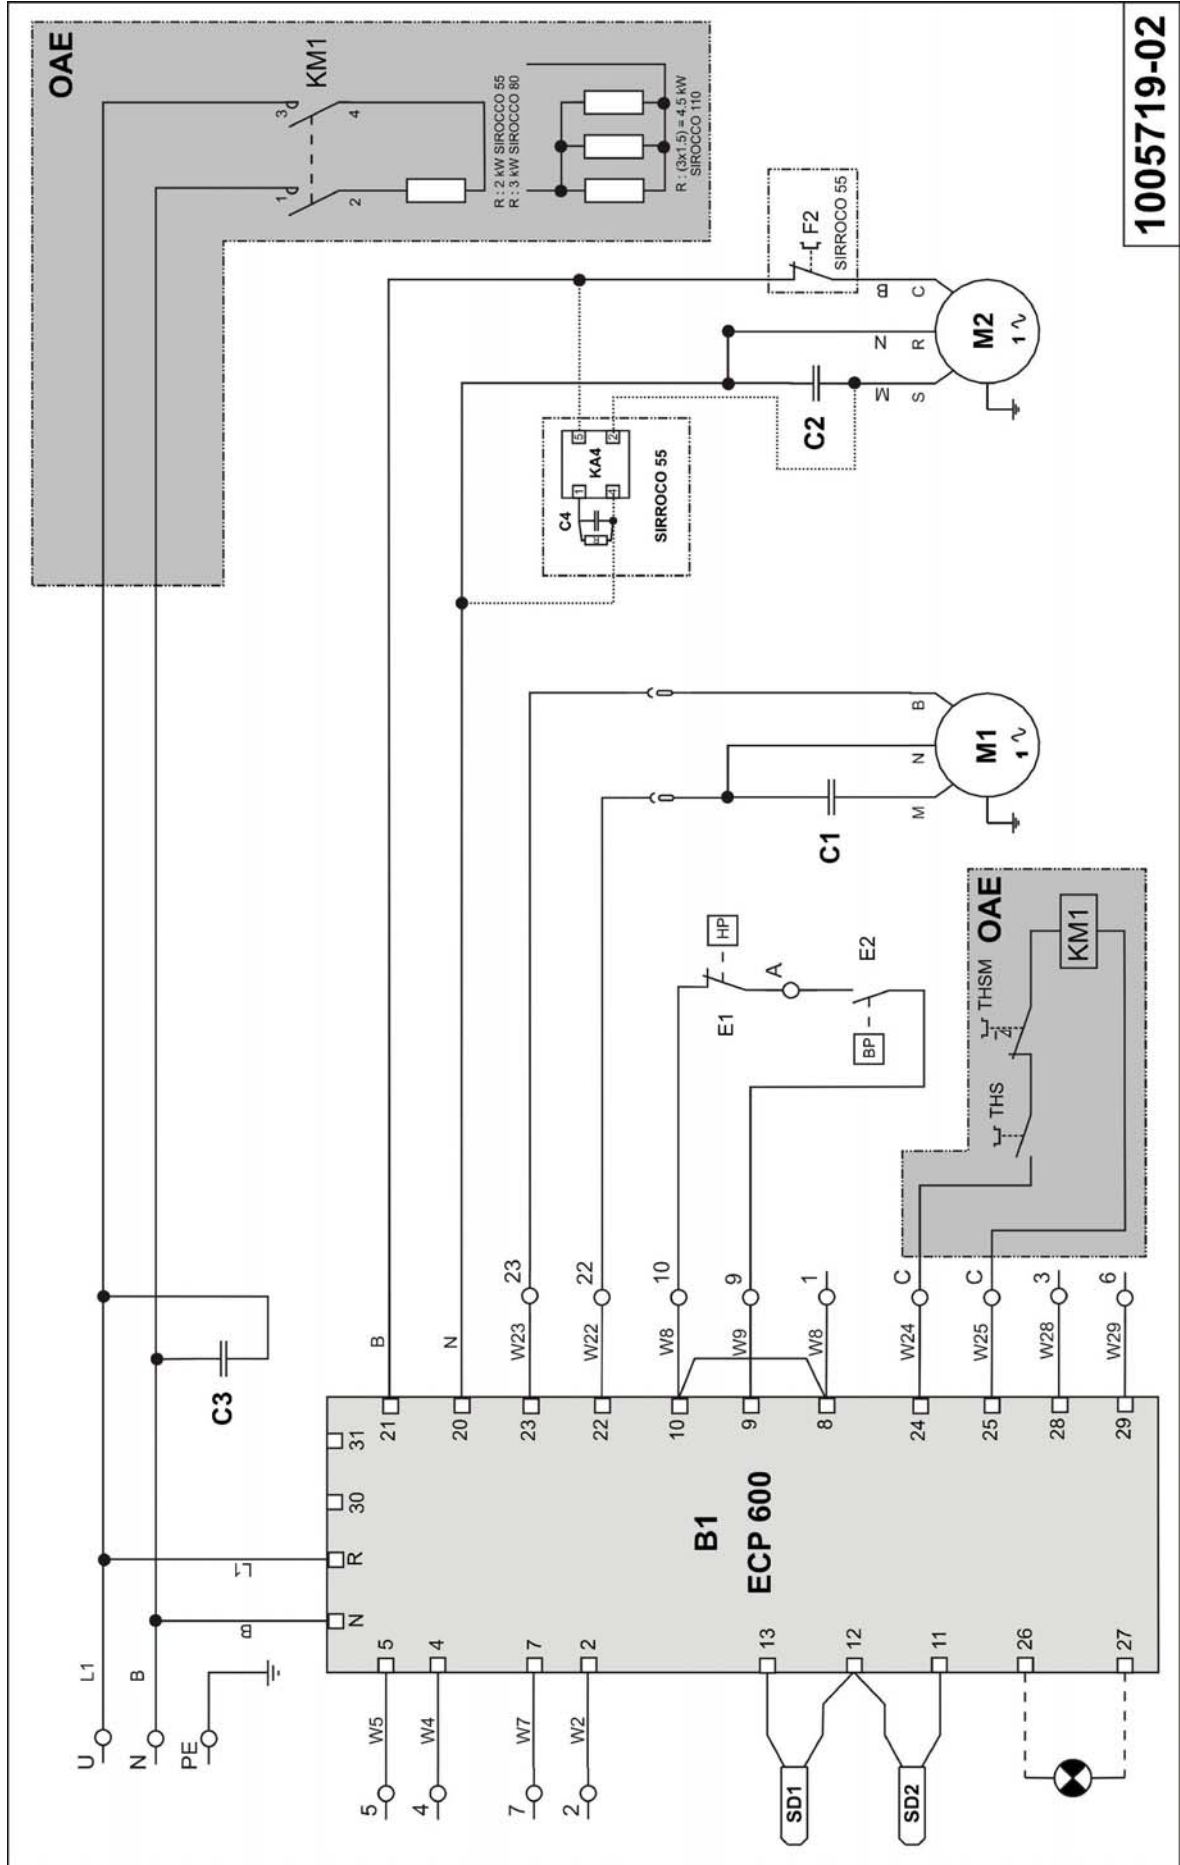 1005719-02
OAE
KM1
3
4
1
2
R : 2 kW SIROCCO 55
R : 3 kW SIROCCO 80
R : (3x1.5) = 4.5 kW
SIROCCO 110
U
L1
N
B
PE
L1
B
C3
N
R
30
31
21
B
20
N
23
W23
23
22
W22
22
10
W8
10
9
W9
9
8
W8
1
24
W24
C
25
W25
C
28
W28
3
29
W29
6
B1
ECP 600
5
W5
5
4
W4
4
7
W7
7
2
W2
2
13
12
11
26
27
SD1
SD2
C4
1
4
KA4
5
2
SIRROCO 55
F2
SIRROCO 55
C2
B
C
N
R
M
S
M2
1 ∿
C1
B
N
M
M1
1 ∿
HP
E1
A
E2
BP
OAE
THS
THSM
KM1